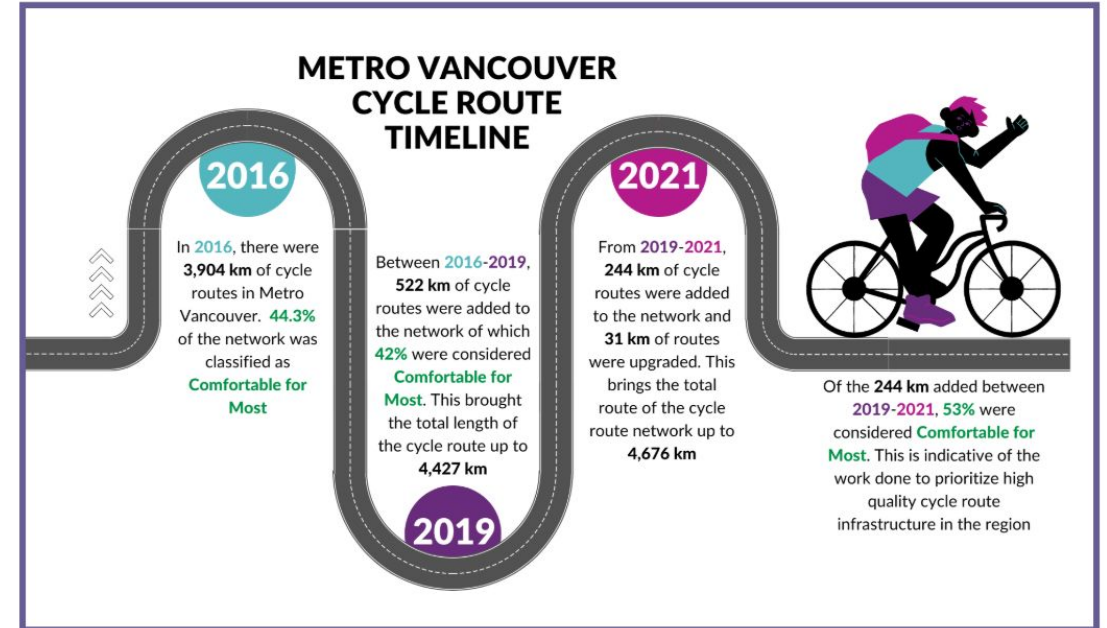 METRO VANCOUVER
CYCLE ROUTE
TIMELINE
2016
In 2016, there were
3,904 km of cycle
routes in Metro
Vancouver. 44.3%
of the network was
classified as
Comfortable for
Most
Between 2016-2019,
522 km of cycle
routes were added to
the network of which
42% were considered
Comfortable for
Most. This brought
the total length of
the cycle route up to
4,427 km
2019
2021
From 2019-2021,
244 km of cycle
routes were added
to the network and
31 km of routes
were upgraded. This
brings the total
route of the cycle
route network up to
4,676 km
Of the 244 km added between
2019-2021, 53% were
considered Comfortable for
Most. This is indicative of the
work done to prioritize high
quality cycle route
infrastructure in the region